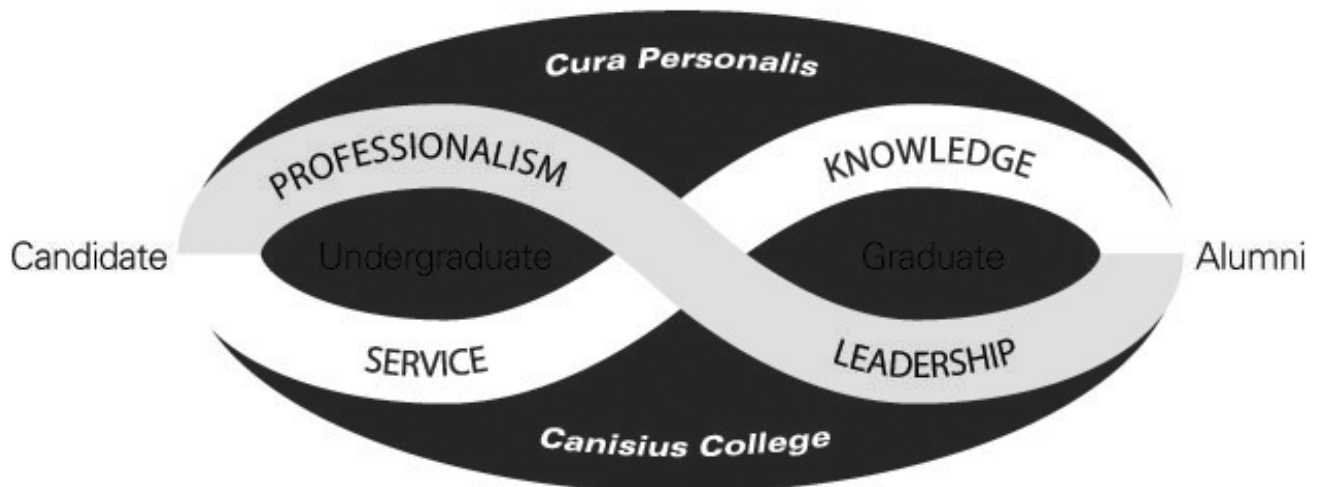 Cura Personalis
PROFESSIONALISM
KNOWLEDGE
Candidate
Undergraduate
Graduate
Alumni
SERVICE
LEADERSHIP
Canisius College